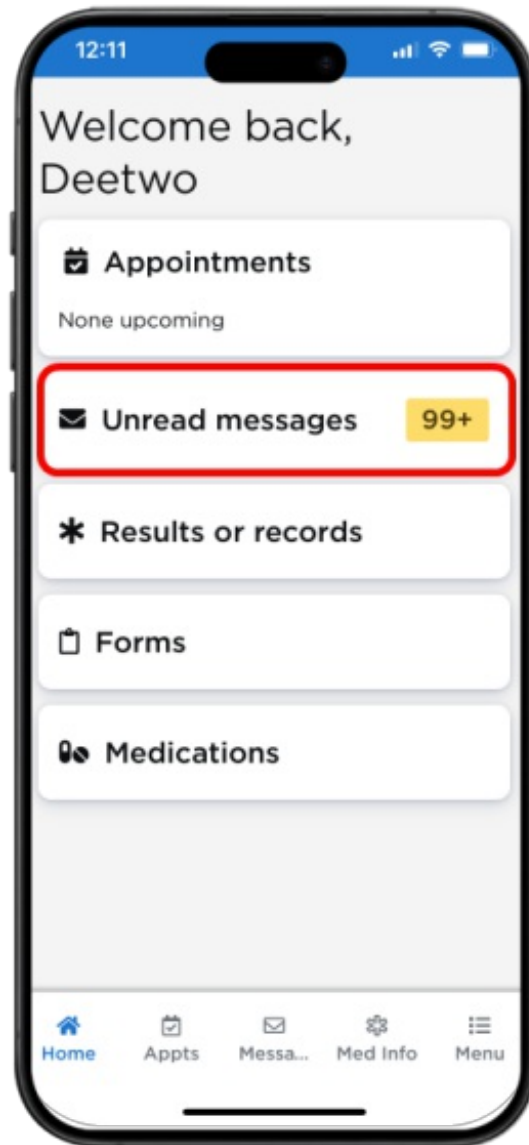 12:11
Welcome back,
Deetwo
Appointments
None upcoming
Unread messages 99+
Results or records
Forms
Medications
Home Appts Messa... Med Info Menu